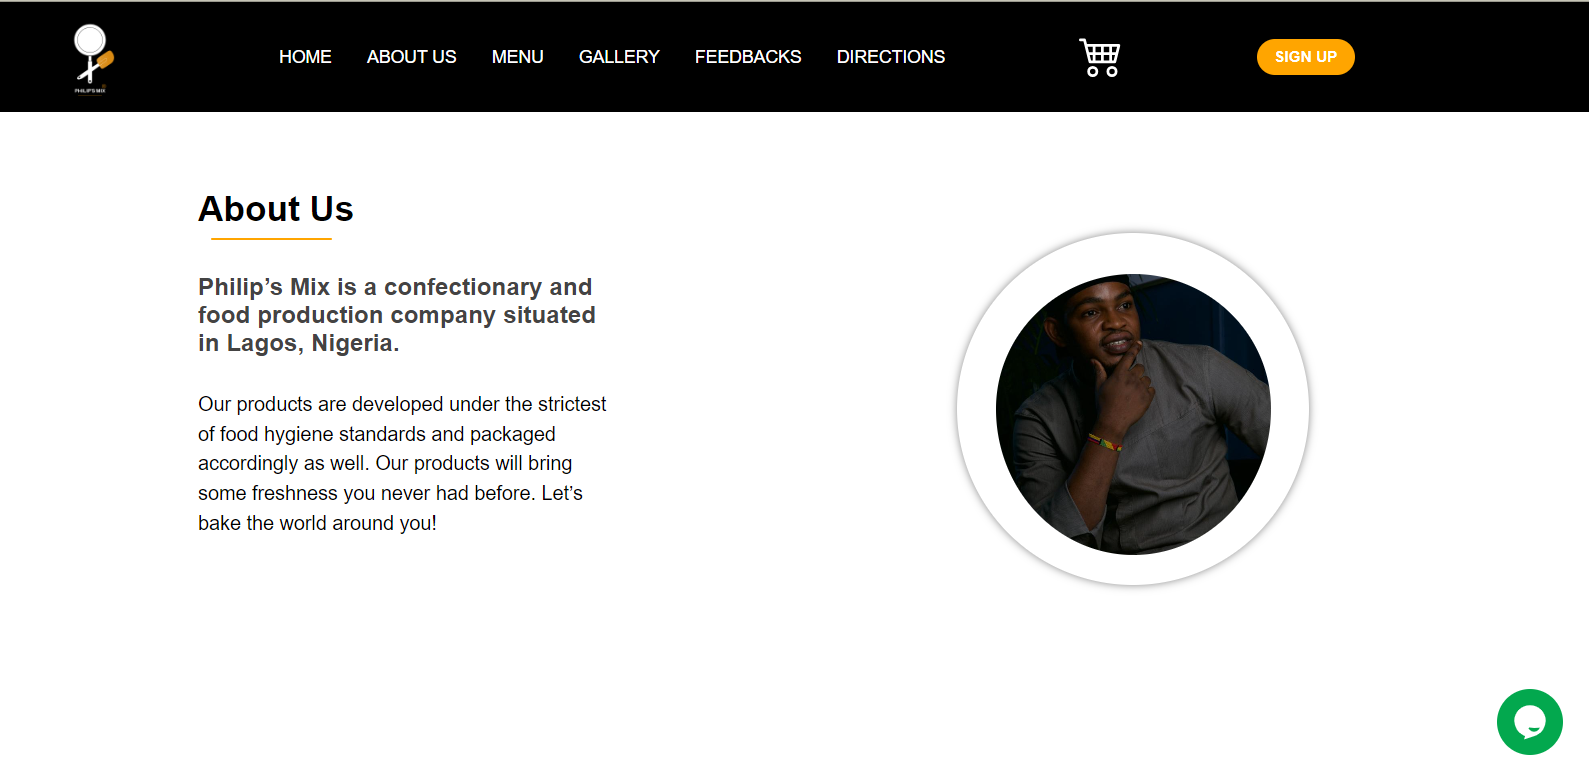 PHILIP'S MIX
HOME ABOUT US MENU GALLERY FEEDBACKS DIRECTIONS SIGN UP
About Us
Philip’s Mix is a confectionary and
food production company situated
in Lagos, Nigeria.
Our products are developed under the strictest
of food hygiene standards and packaged
accordingly as well. Our products will bring
some freshness you never had before. Let’s
bake the world around you!